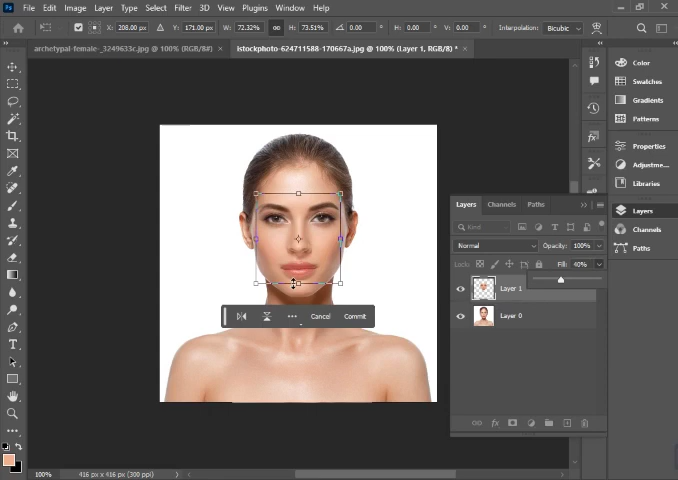 Ps File Edit Image Layer Type Select Filter 3D View Plugins Window Help
X: 208.00 px Y: 171.00 px W: 72.32% H: 73.51% 0.00 ° H: 0.00 ° V: 0.00 ° Interpolation: Bicubic
archetypal-female-_3249633c.jpg @ 100% (RGB/8#) × istockphoto-624711588-170667a.jpg @ 100% (Layer 1, RGB/8) * ×
Color
Swatches
Gradients
Patterns
Properties
Adjustme...
Libraries
Layers
Channels
Paths
Layers Channels Paths
Kind
Normal Opacity: 100%
Lock: Fill: 40%
Layer 1
Layer 0
Cancel Commit
fx
100% 416 px x 416 px (300 ppi)